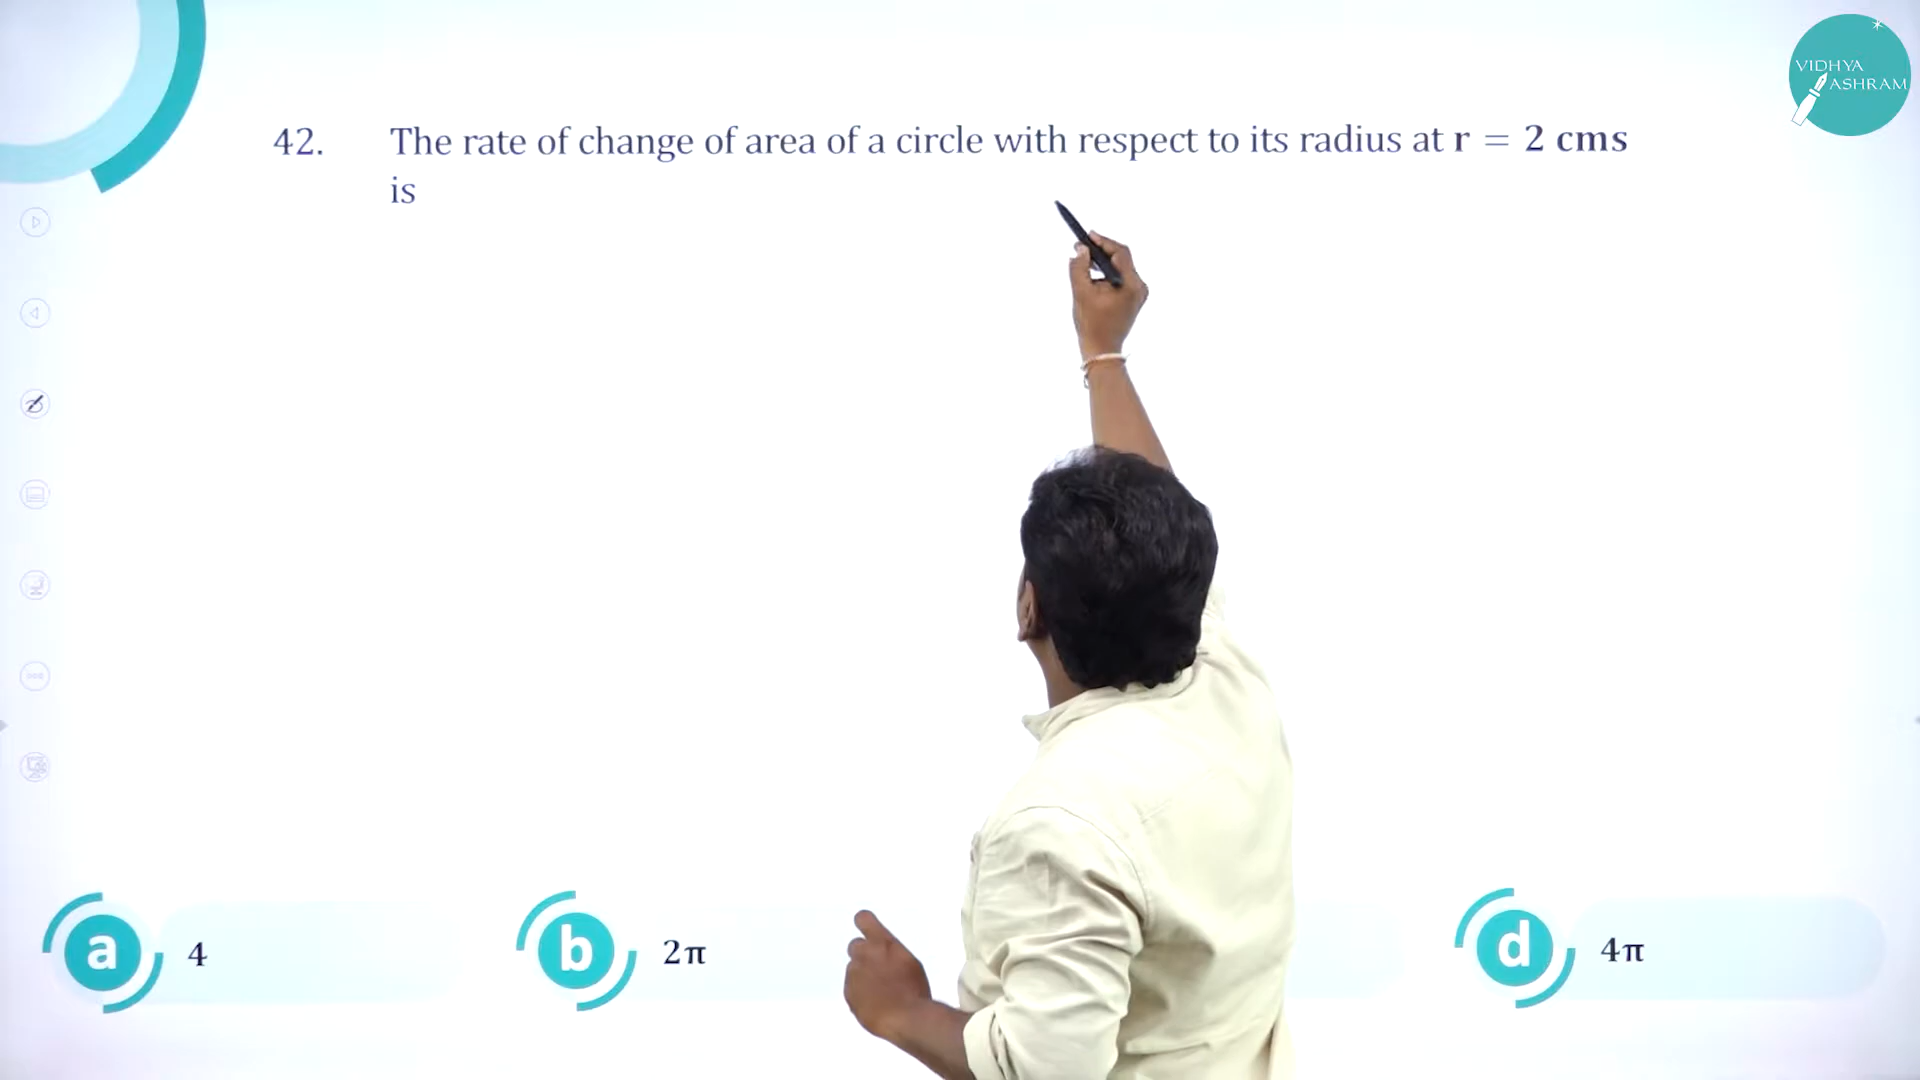 VIDHYA
ASHRAM
42. The rate of change of area of a circle with respect to its radius at r = 2 cms
is
a 4
b 2π
d 4π